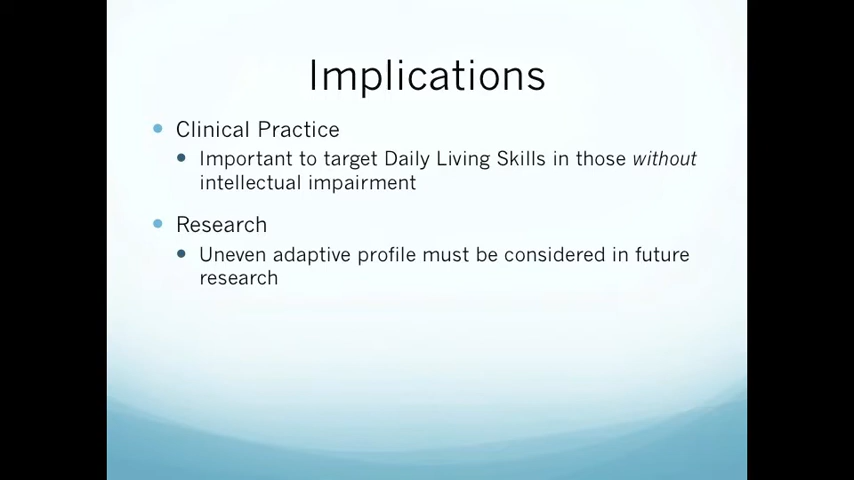 Implications
Clinical Practice
Important to target Daily Living Skills in those without
intellectual impairment
Research
Uneven adaptive profile must be considered in future
research